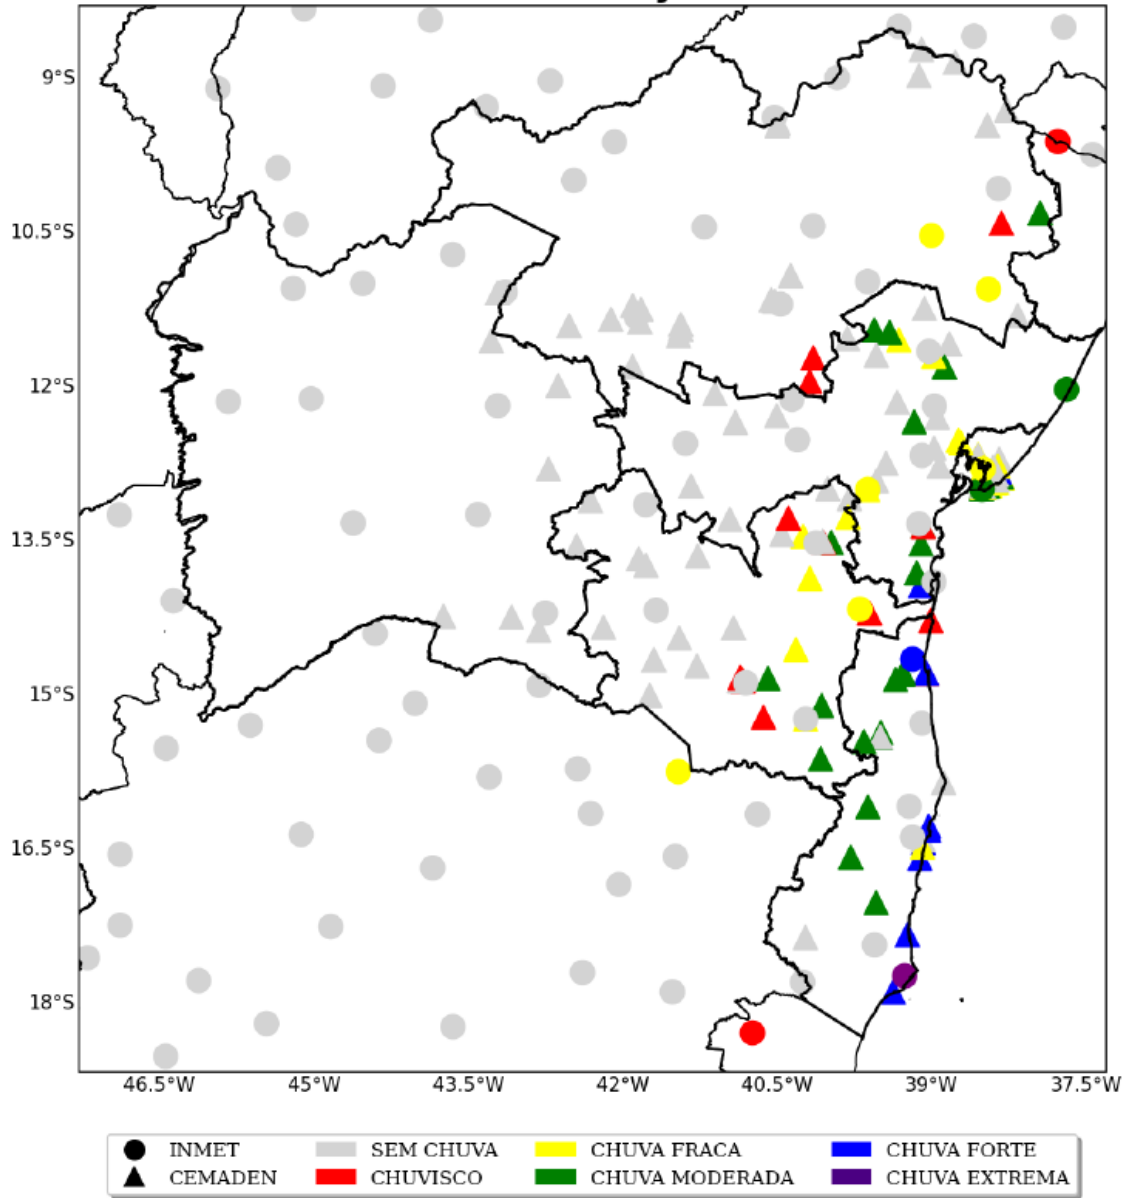 9°S
10.5°S
12°S
13.5°S
15°S
16.5°S
18°S
46.5°W 45°W 43.5°W 42°W 40.5°W 39°W 37.5°W
INMET SEM CHUVA CHUVA FRACA CHUVA FORTE
CEMADEN CHUVISCO CHUVA MODERADA CHUVA EXTREMA